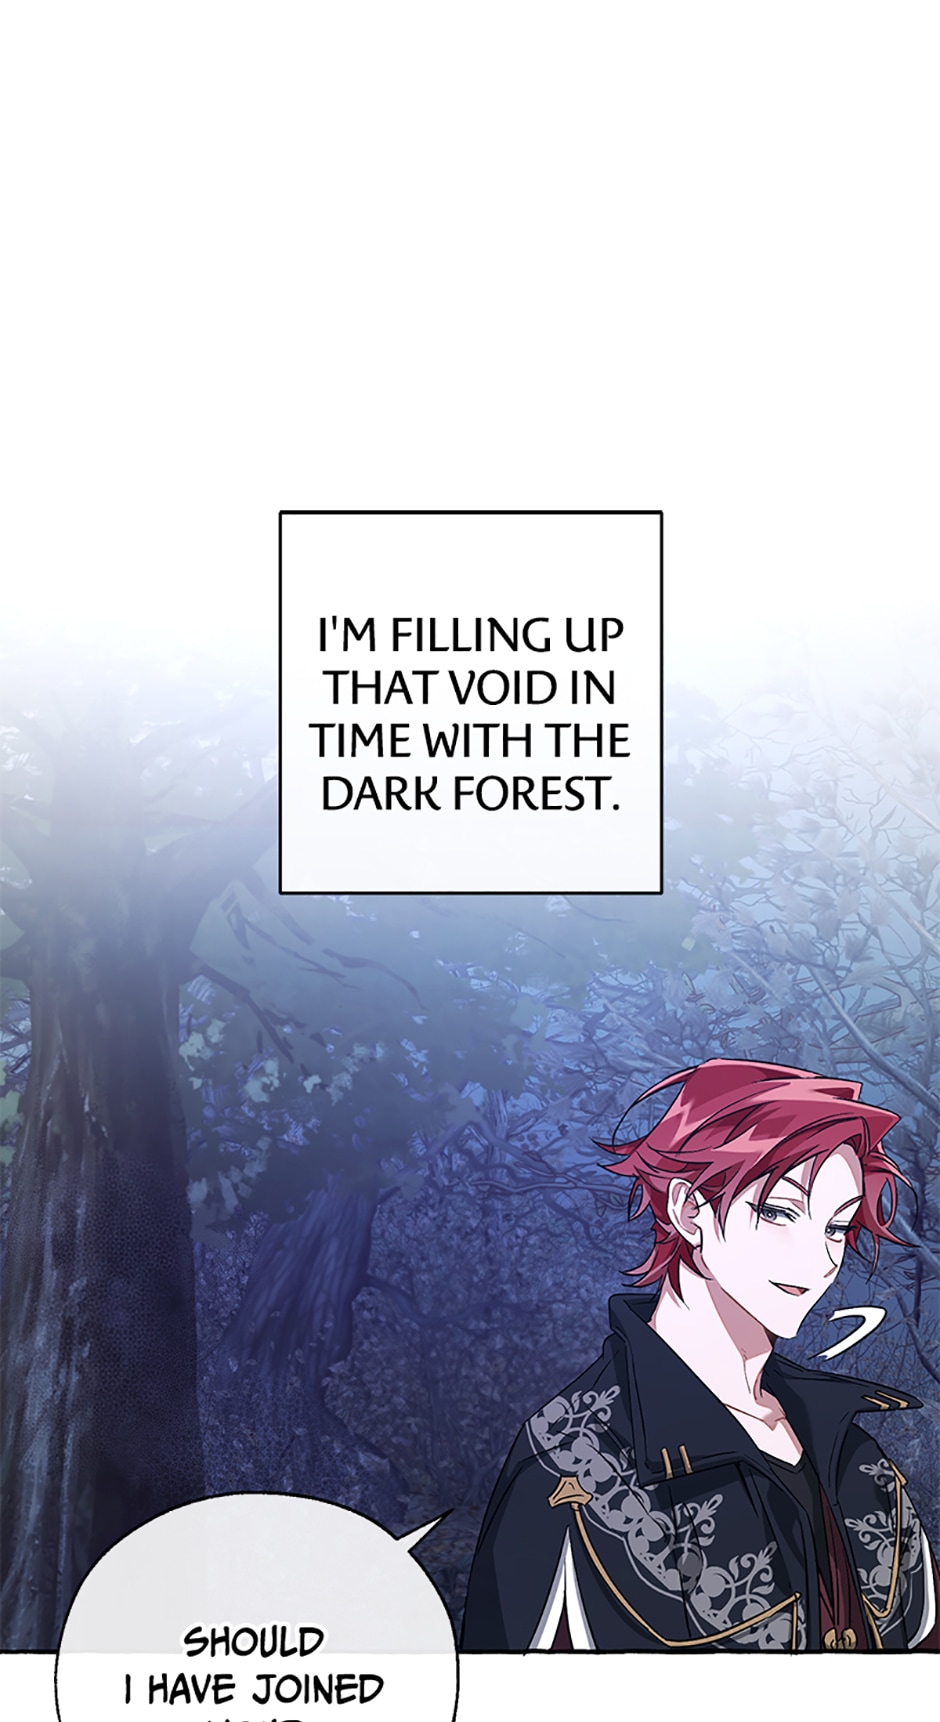 I'M FILLING UP
THAT VOID IN
TIME WITH THE
DARK FOREST.
SHOULD
I HAVE JOINED